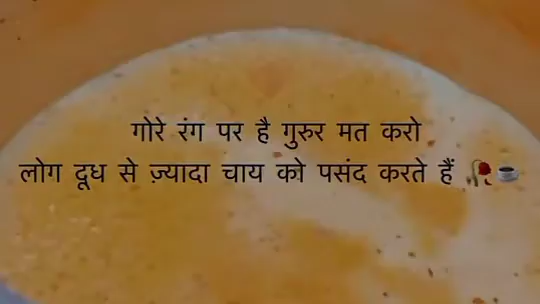 गोरे रंग पर है गुरुर मत करो
लोग दूध से ज़्यादा चाय को पसंद करते हैं 🥀☕